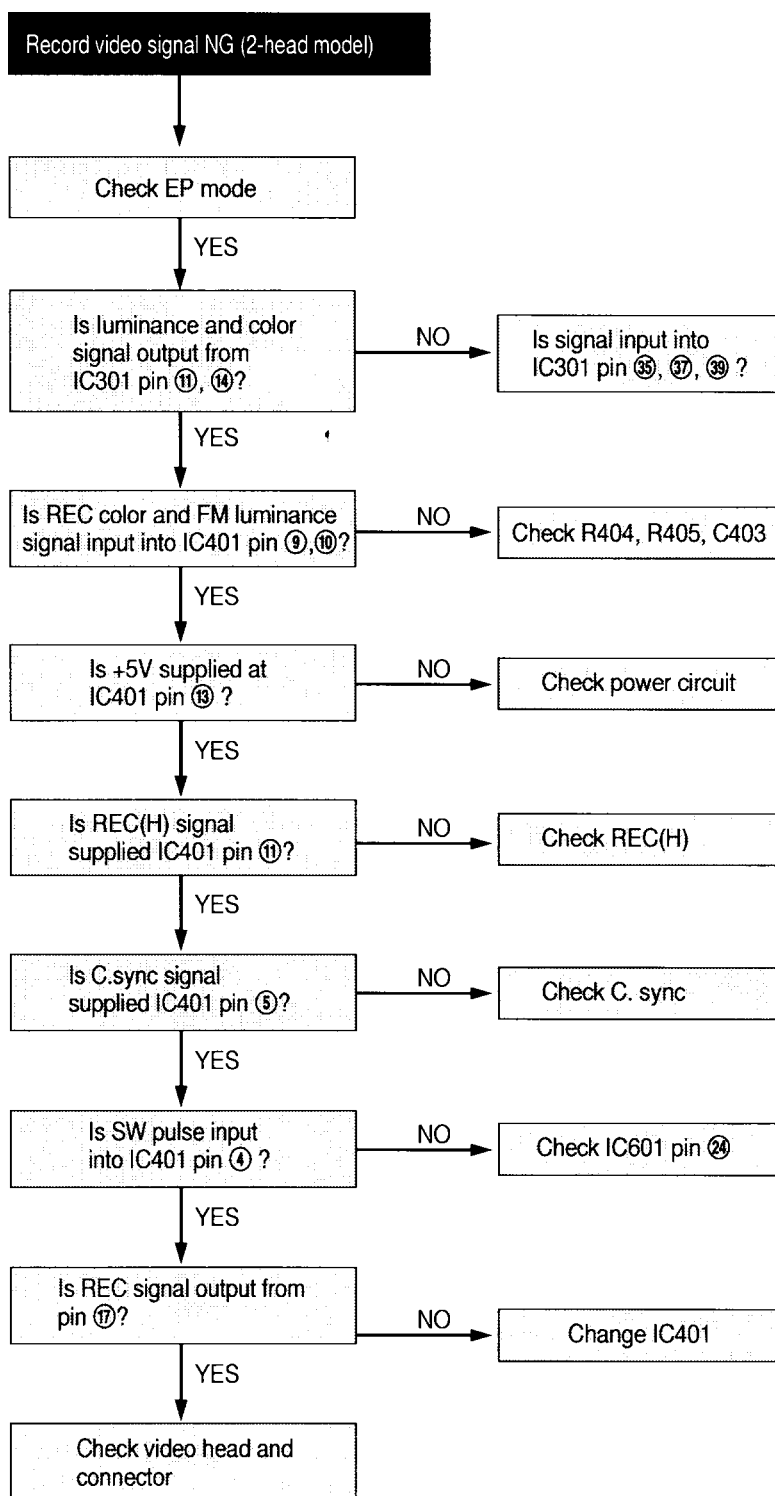 Record video signal NG (2-head model)
Check EP mode
YES
Is luminance and color
signal output from
IC301 pin ⑪, ⑭?
NO
Is signal input into
IC301 pin ㉟, ㊲, ㊴ ?
YES
Is REC color and FM luminance
signal input into IC401 pin ⑨,⑩?
NO
Check R404, R405, C403
YES
Is +5V supplied at
IC401 pin ⑬ ?
NO
Check power circuit
YES
Is REC(H) signal
supplied IC401 pin ⑪?
NO
Check REC(H)
YES
Is C.sync signal
supplied IC401 pin ⑤?
NO
Check C. sync
YES
Is SW pulse input
into IC401 pin ④ ?
NO
Check IC601 pin ㉔
YES
Is REC signal output from
pin ⑰?
NO
Change IC401
YES
Check video head and
connector